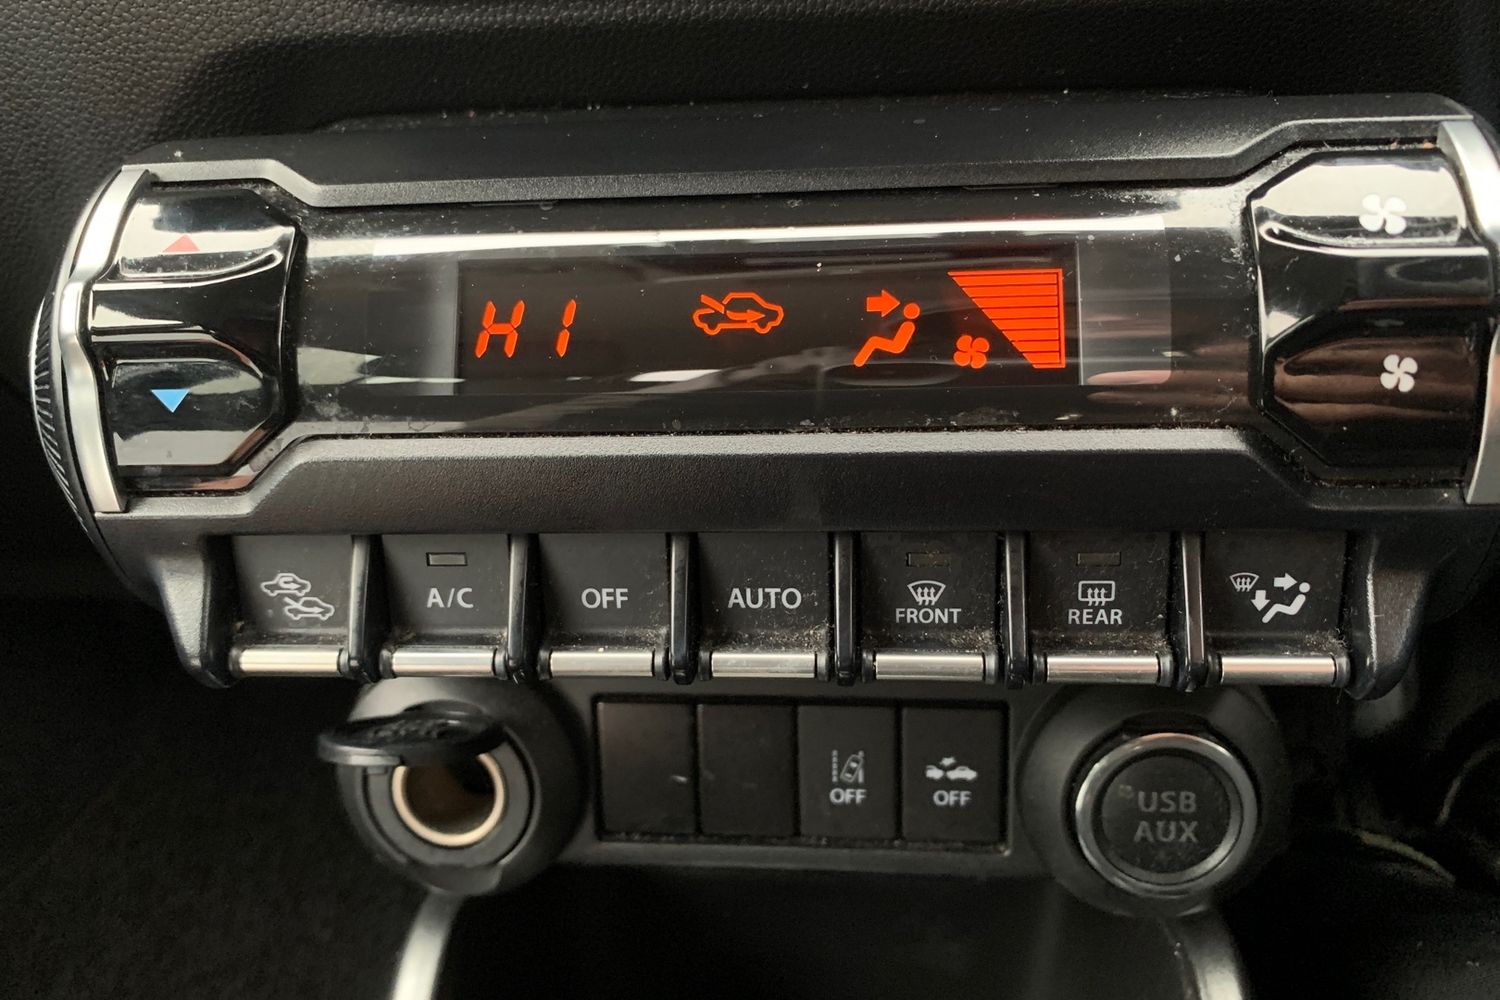 HI
A/C
OFF
AUTO
FRONT
REAR
OFF
OFF
USB
AUX